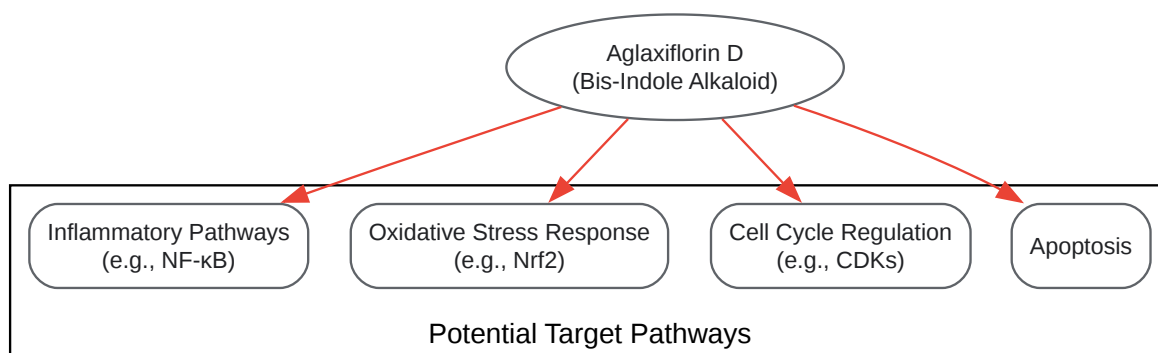 Aglaxiflorin D
(Bis-Indole Alkaloid)
Inflammatory Pathways
(e.g., NF-κB)
Oxidative Stress Response
(e.g., Nrf2)
Cell Cycle Regulation
(e.g., CDKs)
Apoptosis
Potential Target Pathways